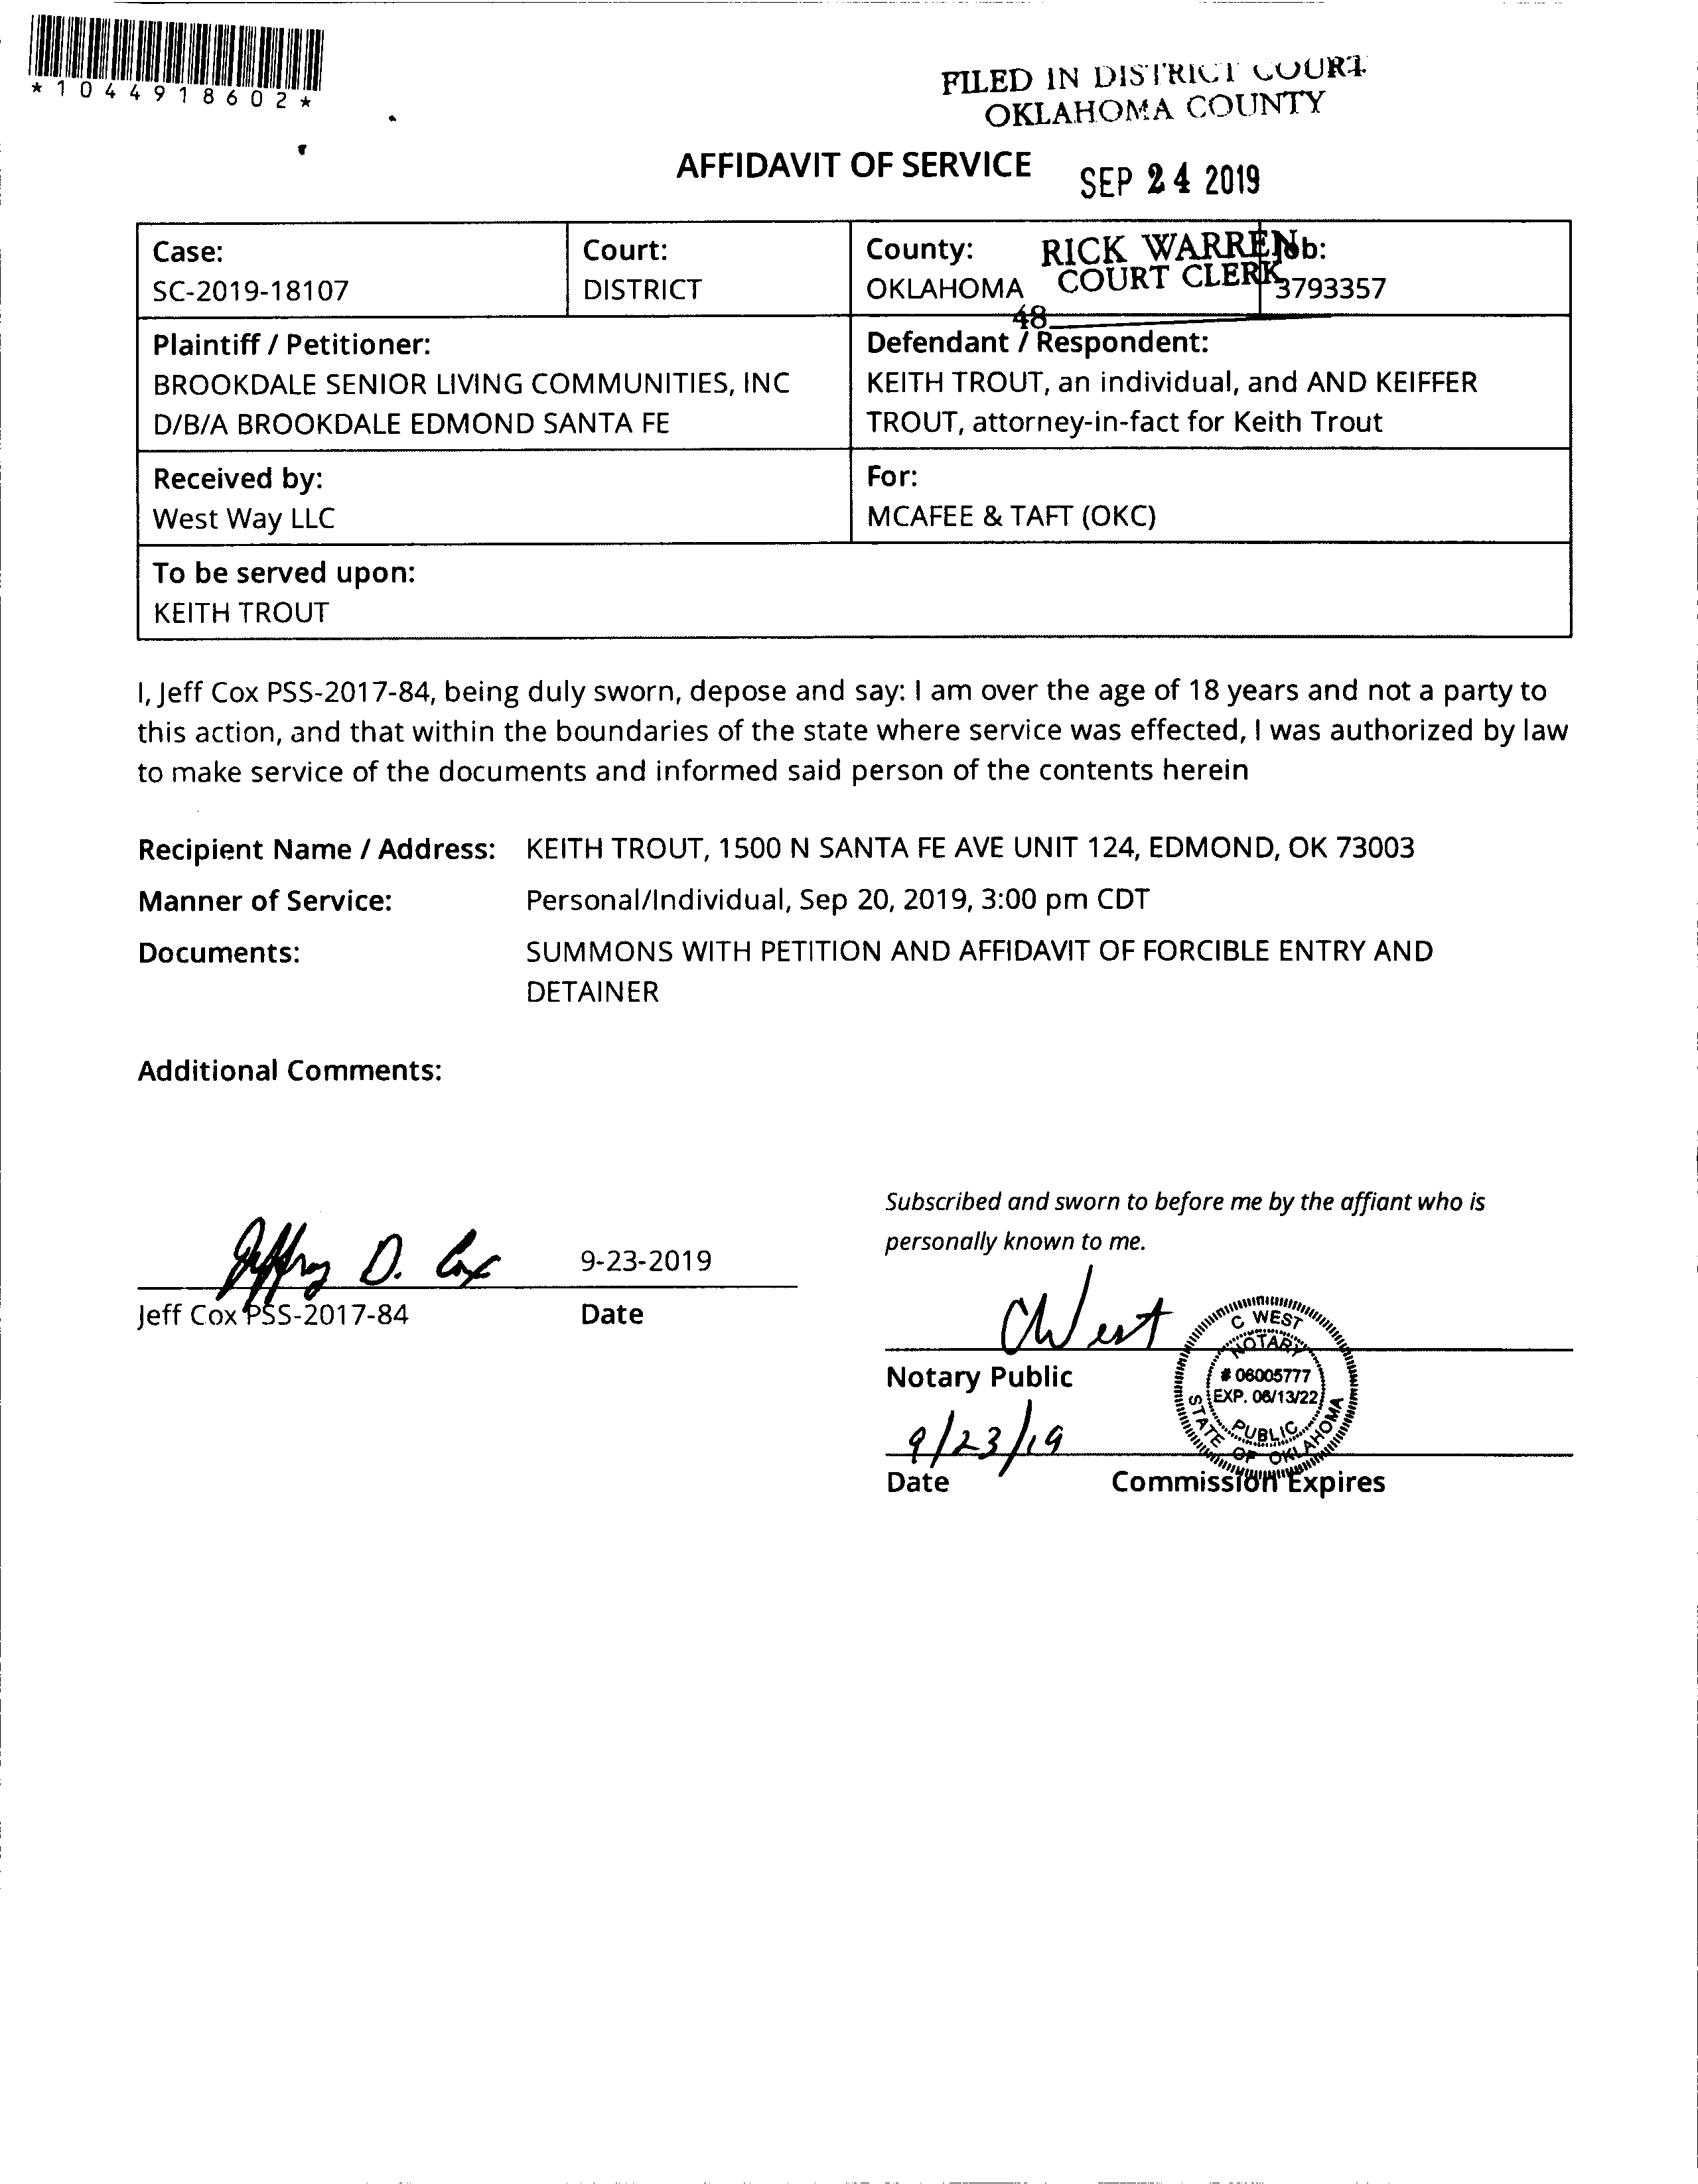 *1044918602*
FILED IN DISTRICT COURT
OKLAHOMA COUNTY
AFFIDAVIT OF SERVICE
SEP 24 2019
RICK WARREN
COURT CLERK
48
Case:
SC-2019-18107
Court:
DISTRICT
County:
OKLAHOMA
Job:
3793357
Plaintiff / Petitioner:
BROOKDALE SENIOR LIVING COMMUNITIES, INC
D/B/A BROOKDALE EDMOND SANTA FE
Defendant / Respondent:
KEITH TROUT, an individual, and AND KEIFFER
TROUT, attorney-in-fact for Keith Trout
Received by:
West Way LLC
For:
MCAFEE & TAFT (OKC)
To be served upon:
KEITH TROUT
I, Jeff Cox PSS-2017-84, being duly sworn, depose and say: I am over the age of 18 years and not a party to
this action, and that within the boundaries of the state where service was effected, I was authorized by law
to make service of the documents and informed said person of the contents herein
Recipient Name / Address: KEITH TROUT, 1500 N SANTA FE AVE UNIT 124, EDMOND, OK 73003
Manner of Service: Personal/Individual, Sep 20, 2019, 3:00 pm CDT
Documents: SUMMONS WITH PETITION AND AFFIDAVIT OF FORCIBLE ENTRY AND
DETAINER
Additional Comments:
Jeffrey D. Cox 9-23-2019
Jeff Cox PSS-2017-84 Date
Subscribed and sworn to before me by the affiant who is
personally known to me.
C West
Notary Public
C WEST
NOTARY
# 06005777
EXP. 06/13/22
PUBLIC
STATE OF OKLAHOMA
9/23/19
Date Commission Expires